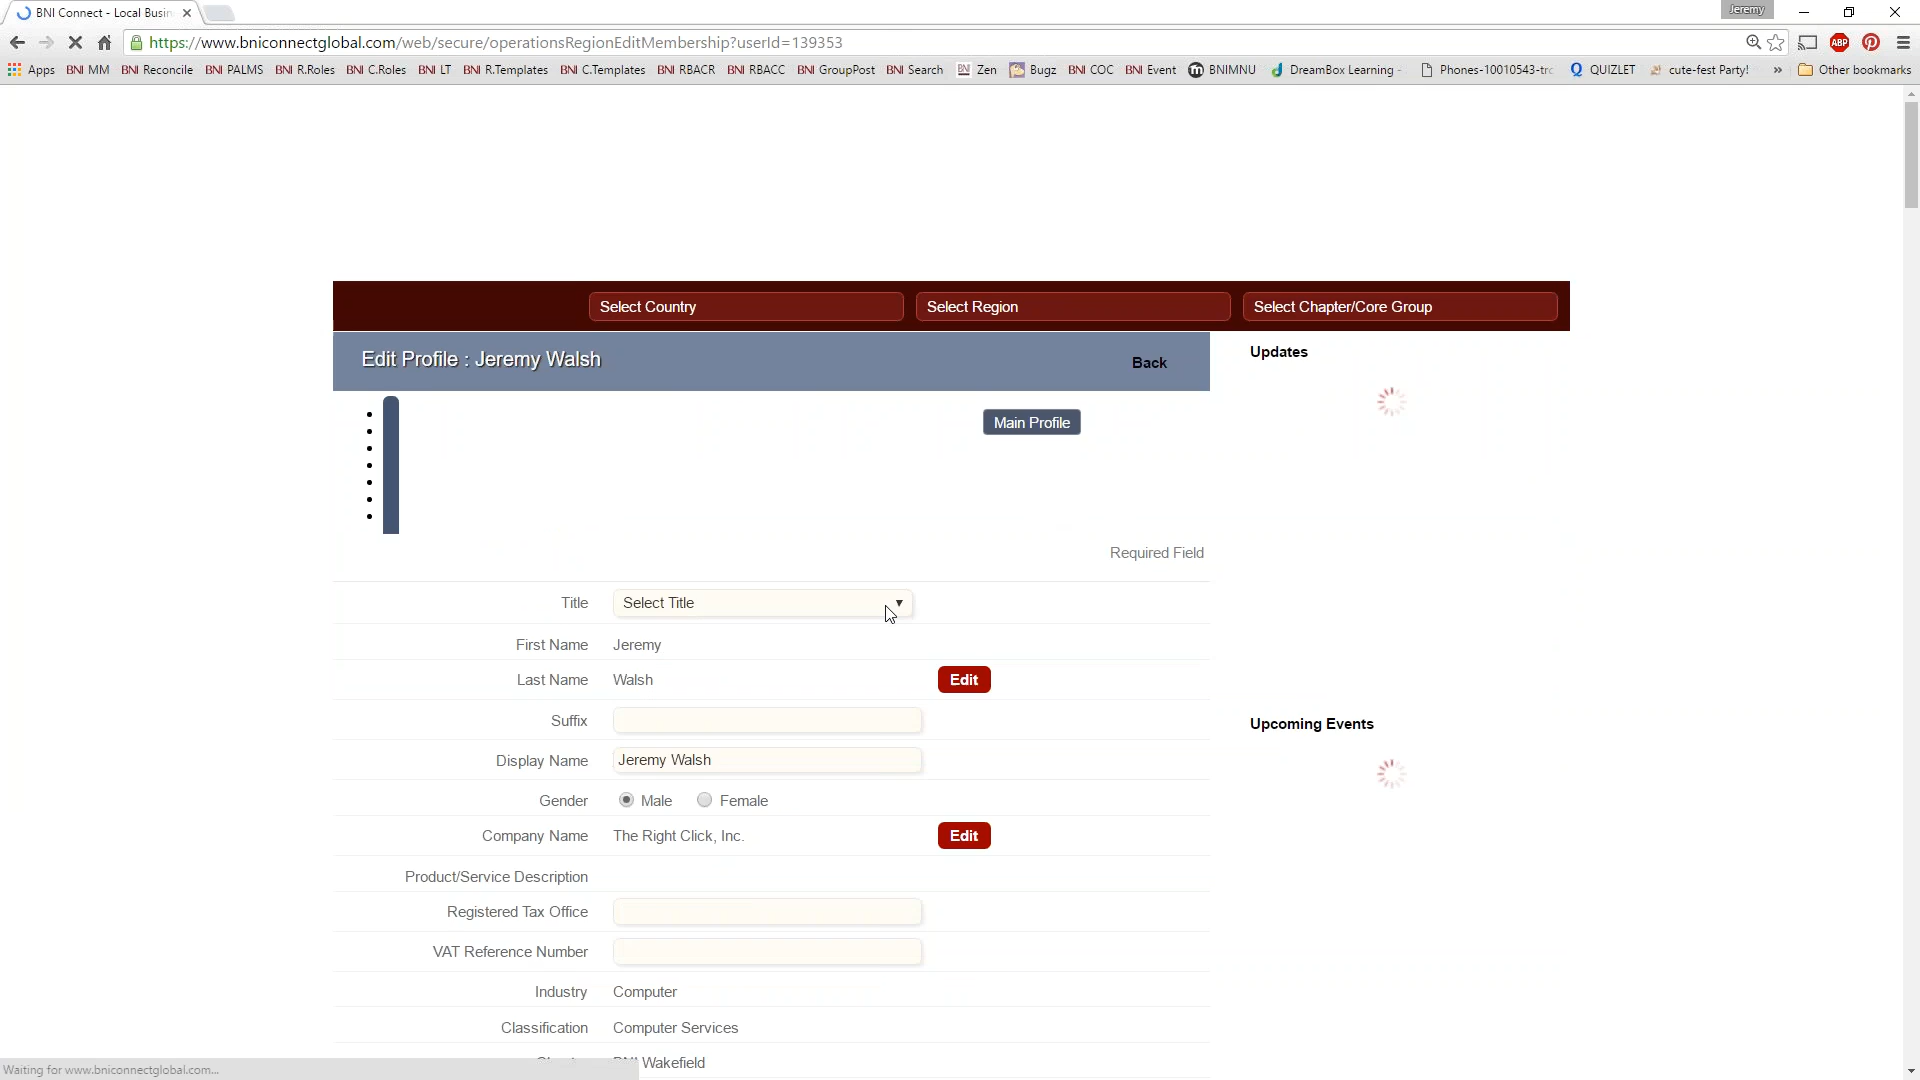 BNI Connect - Local Busin
Jeremy
https://www.bniconnectglobal.com/web/secure/operationsRegionEditMembership?userId=139353
ABP
Apps BNI MM BNI Reconcile BNI PALMS BNI R.Roles BNI C.Roles BNI LT BNI R.Templates BNI C.Templates BNI RBACR BNI RBACC BNI GroupPost BNI Search BNI Zen Bugz BNI COC BNI Event m BNIMNU DreamBox Learning - Phones-10010543-trc Q QUIZLET cute-fest Party! » Other bookmarks
Select Country Select Region Select Chapter/Core Group
Edit Profile : Jeremy Walsh Back
Updates
Main Profile
Required Field
Title Select Title
First Name Jeremy
Last Name Walsh Edit
Suffix
Upcoming Events
Display Name Jeremy Walsh
Gender Male Female
Company Name The Right Click, Inc. Edit
Product/Service Description
Registered Tax Office
VAT Reference Number
Industry Computer
Classification Computer Services
Wakefield
Waiting for www.bniconnectglobal.com...